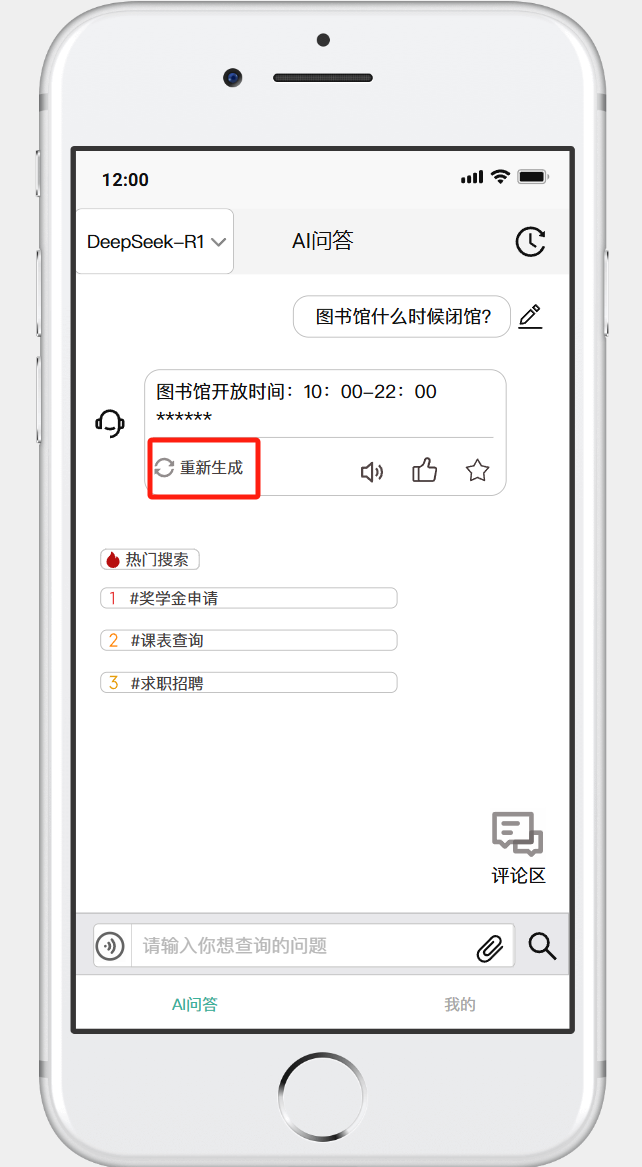 12:00
DeepSeek-R1 AI问答
图书馆什么时候闭馆?
图书馆开放时间：10：00-22：00
******
重新生成
热门搜索
1 #奖学金申请
2 #课表查询
3 #求职招聘
评论区
请输入你想查询的问题
AI问答 我的